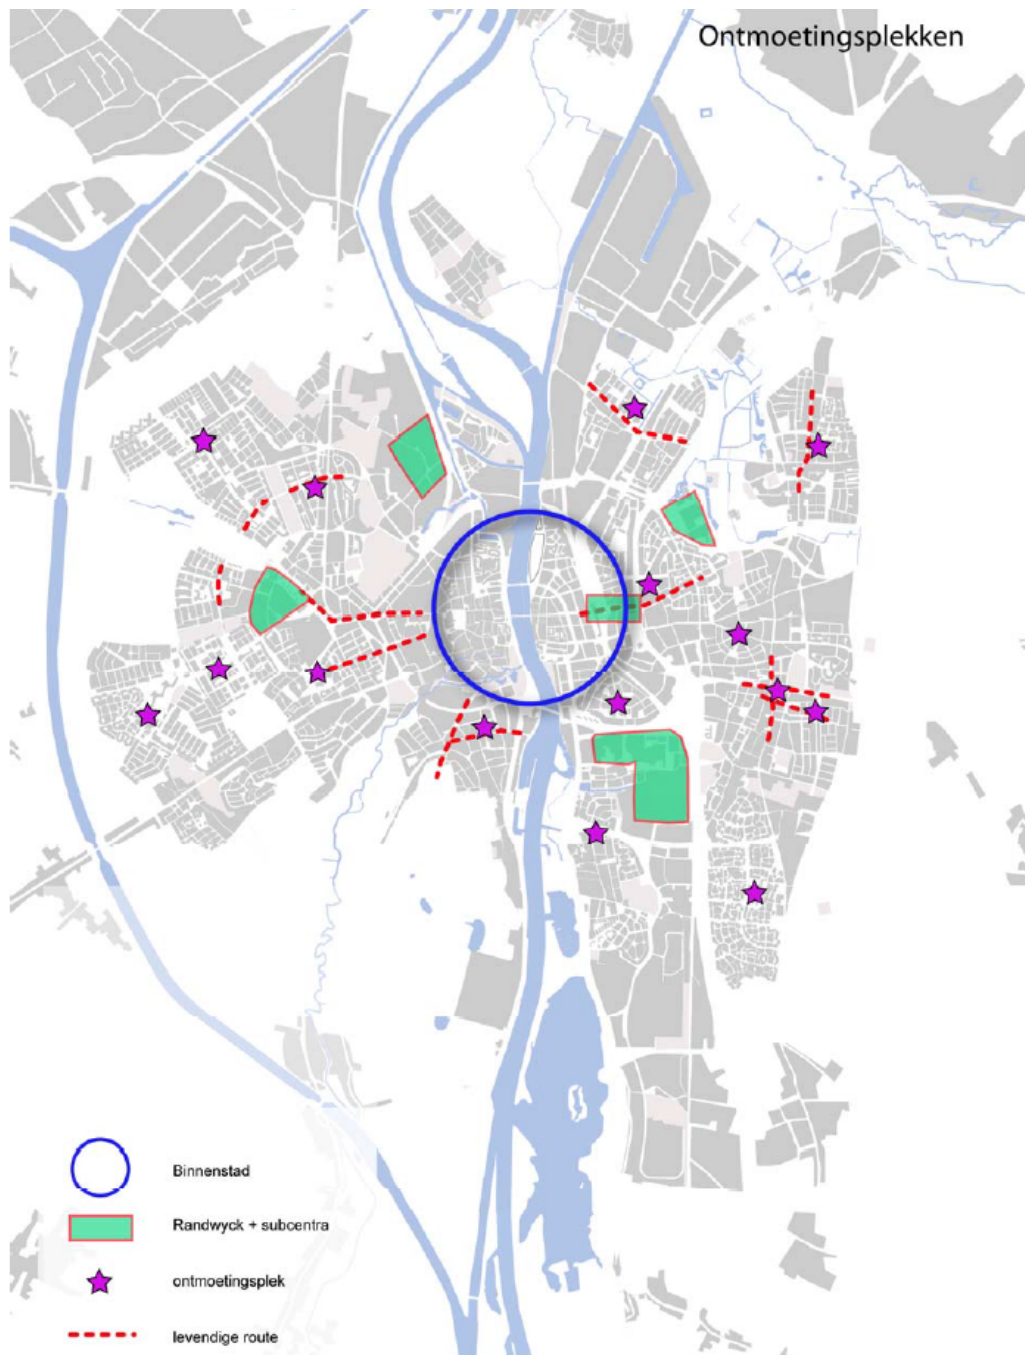 Ontmoetingsplekken
Binnenstad
Randwyck + subcentra
ontmoetingsplek
levendige route